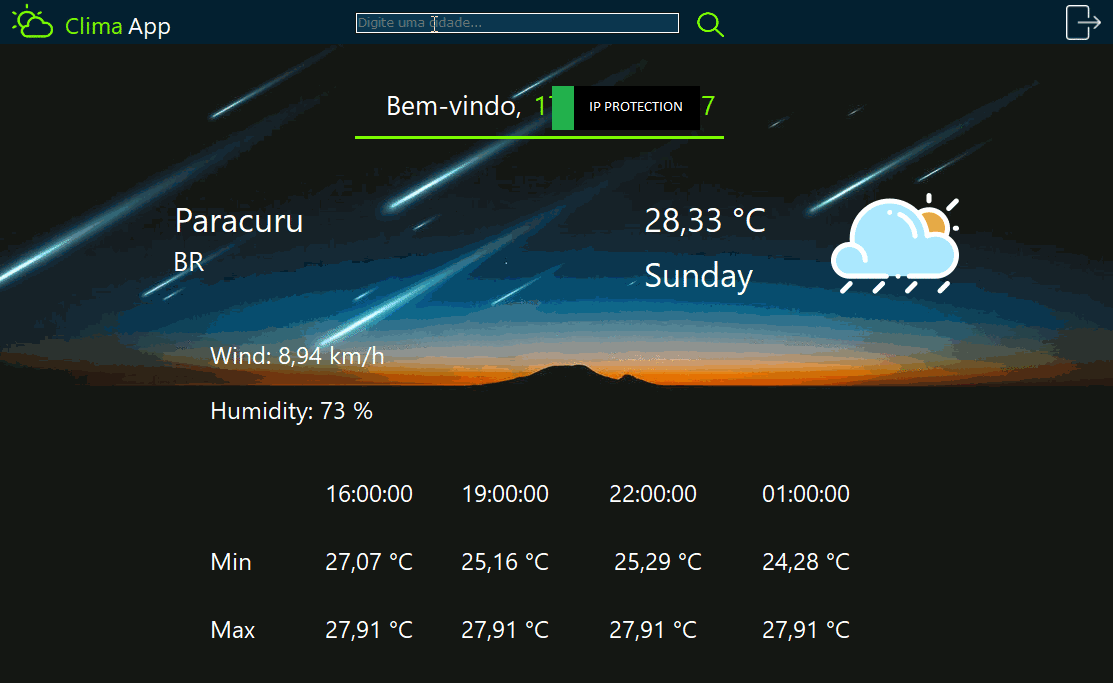 Clima App
Digite uma cidade...
Bem-vindo, 1 IP PROTECTION 7
Paracuru
BR
28,33 °C
Sunday
Wind: 8,94 km/h
Humidity: 73 %
16:00:00 19:00:00 22:00:00 01:00:00
Min 27,07 °C 25,16 °C 25,29 °C 24,28 °C
Max 27,91 °C 27,91 °C 27,91 °C 27,91 °C